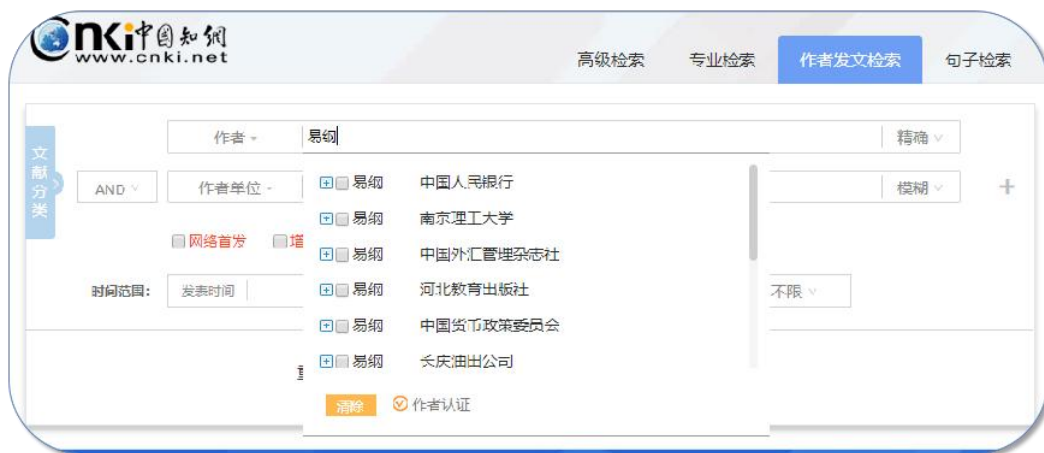 Cnki中国知网
www.cnki.net
高级检索 专业检索 作者发文检索 句子检索
文献分类
作者 易纲 精确
AND 作者单位 模糊
易纲 中国人民银行
易纲 南京理工大学
网络首发 增
易纲 中国外汇管理杂志社
时间范围: 发表时间 不限
易纲 河北教育出版社
易纲 中国货币政策委员会
易纲 长庆油田公司
清除 作者认证